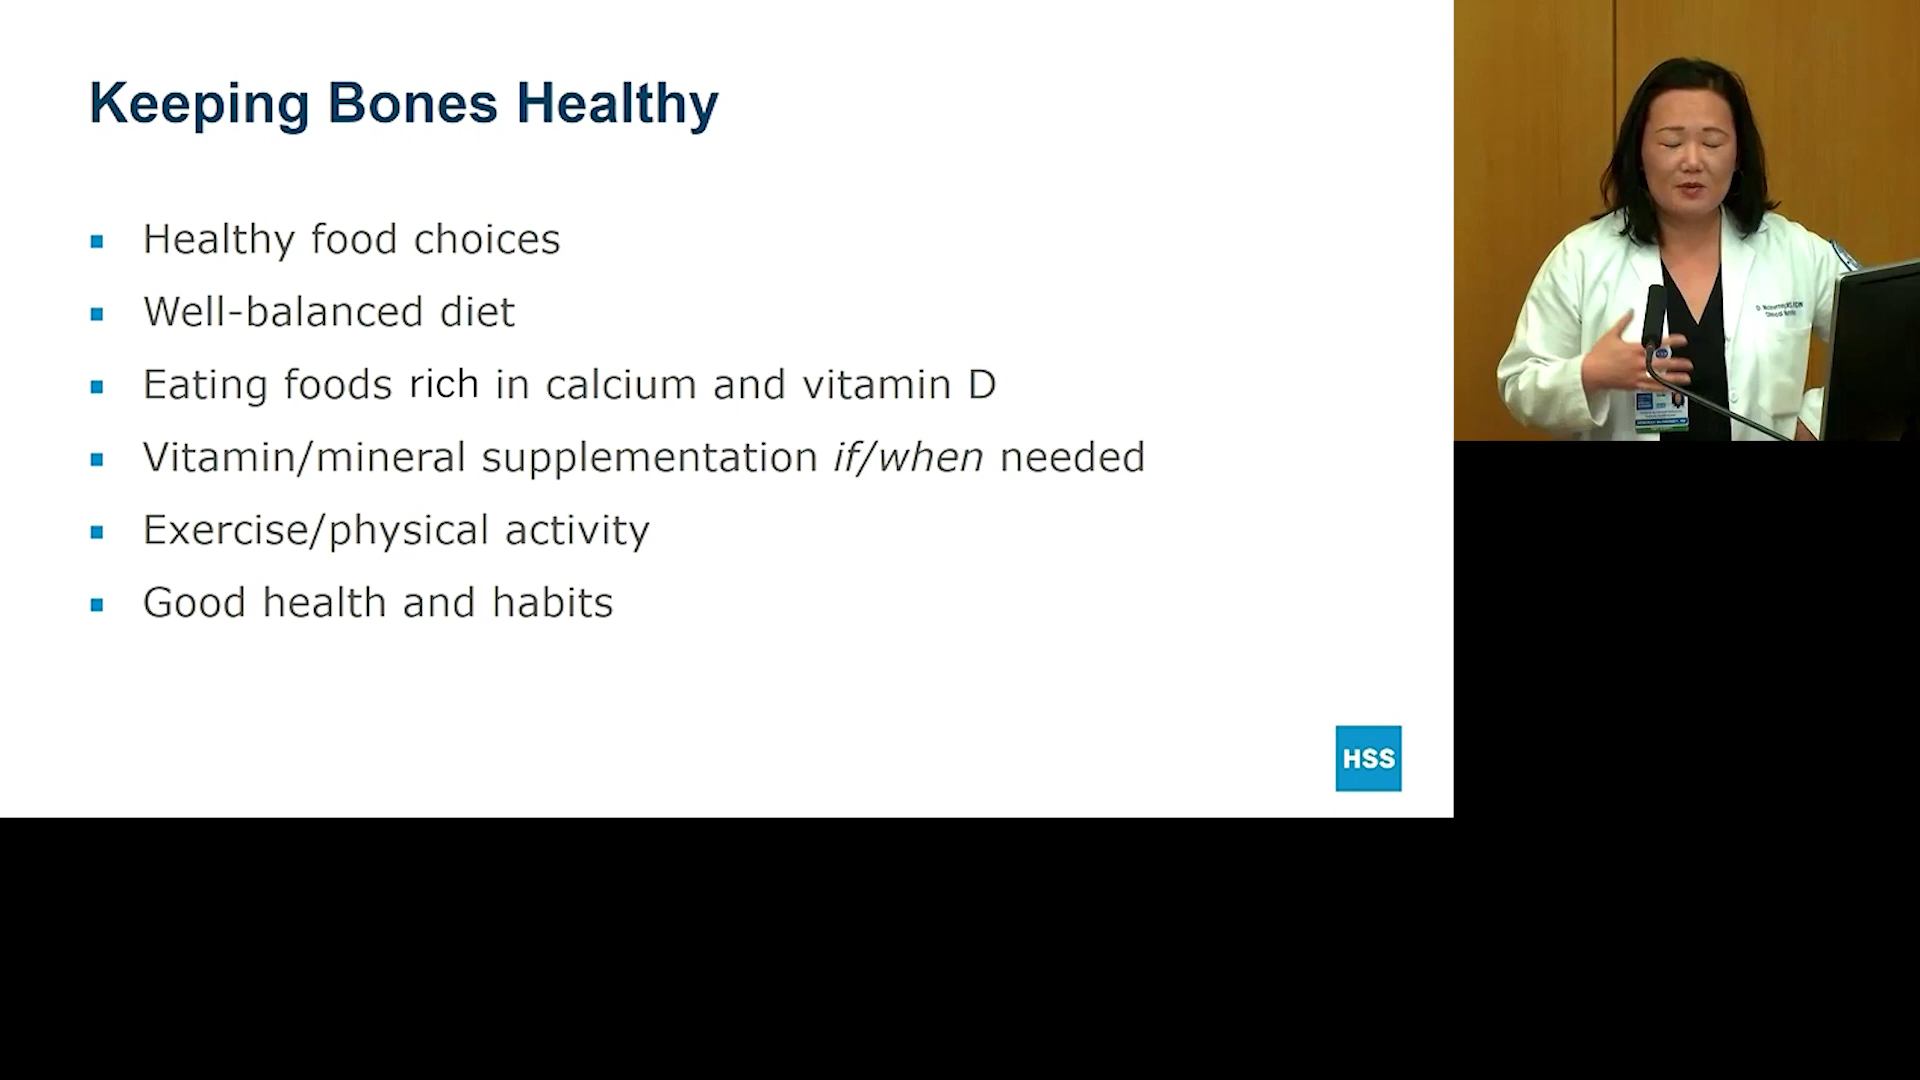 Keeping Bones Healthy
Healthy food choices
Well-balanced diet
Eating foods rich in calcium and vitamin D
Vitamin/mineral supplementation if/when needed
Exercise/physical activity
Good health and habits
HSS